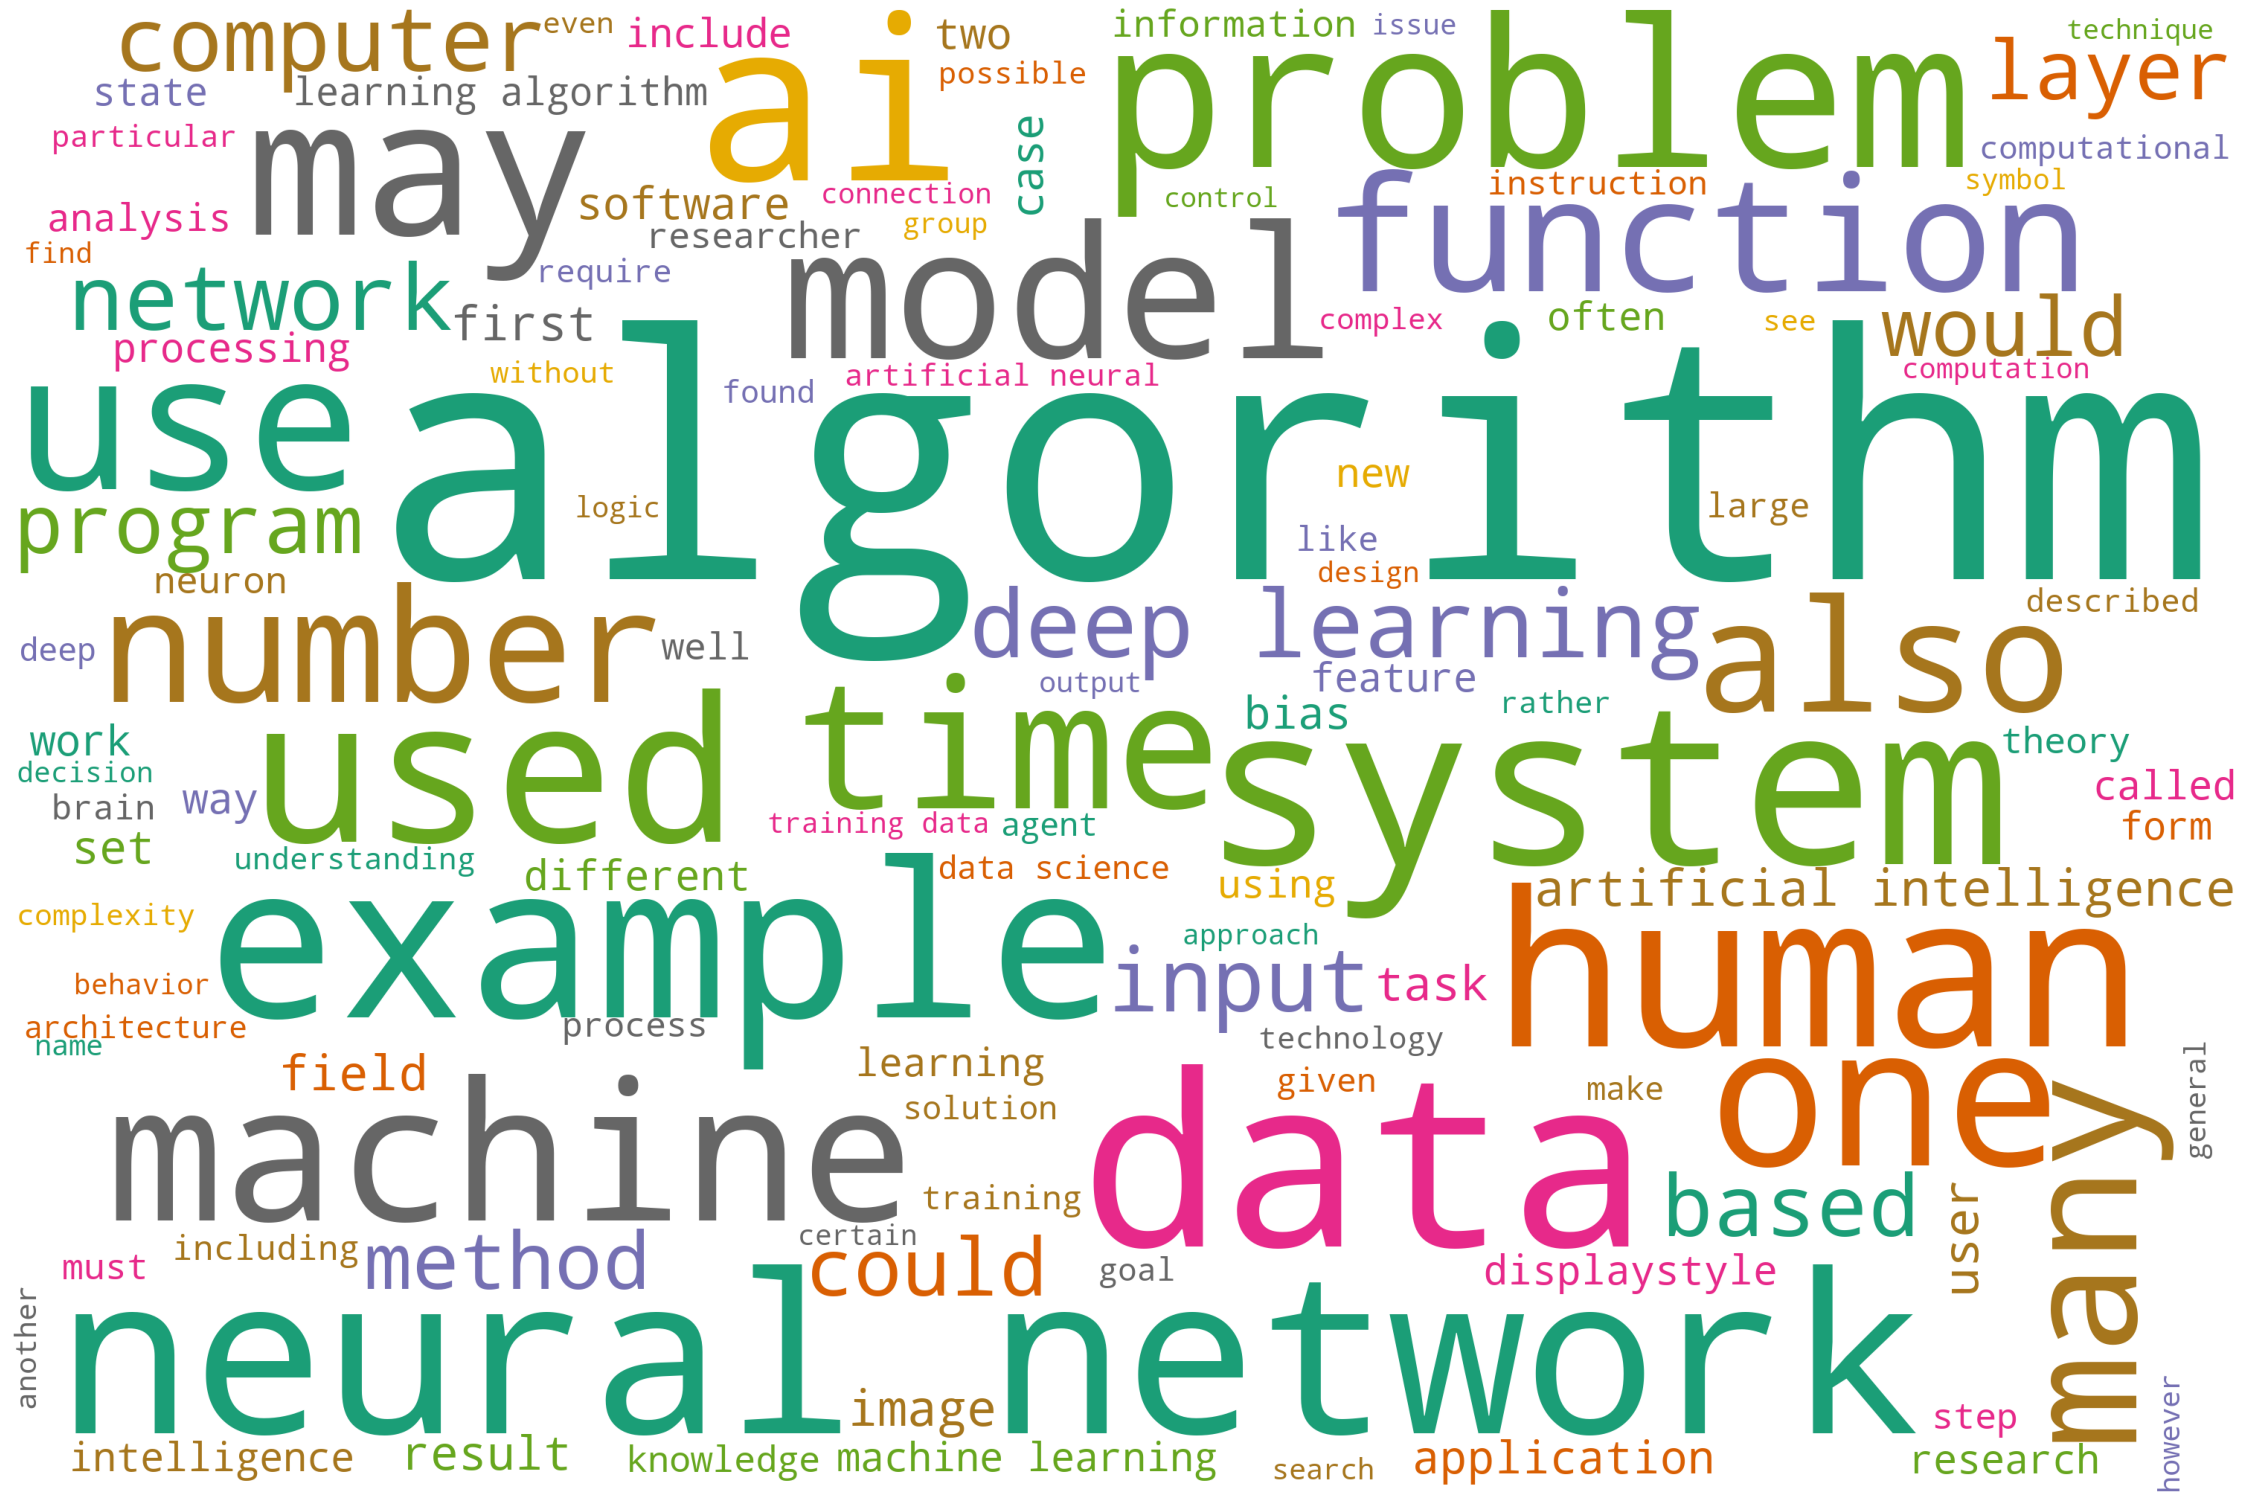 computer
even
include
ai
two
information
issue
problem
technique
layer
state
learning algorithm
possible
particular
may
case
computational
analysis
software
connection
control
instruction
symbol
find
researcher
group
function
network
require
model
first
complex
often
see
would
processing
without
found
artificial neural
computation
use
algorithm
program
logic
new
large
like
neuron
design
number
deep learning
also
described
deep
well
output
feature
work
used
time
bias
rather
system
theory
decision
brain
way
training data
agent
called
set
form
understanding
different
data science
using
artificial intelligence
complexity
example
approach
human
behavior
input
task
architecture
name
process
technology
field
learning
given
make
one
many
general
machine
solution
data
training
based
user
including
method
certain
could
must
goal
displaystyle
another
neural network
image
step
however
intelligence
result
knowledge
machine learning
search
application
research